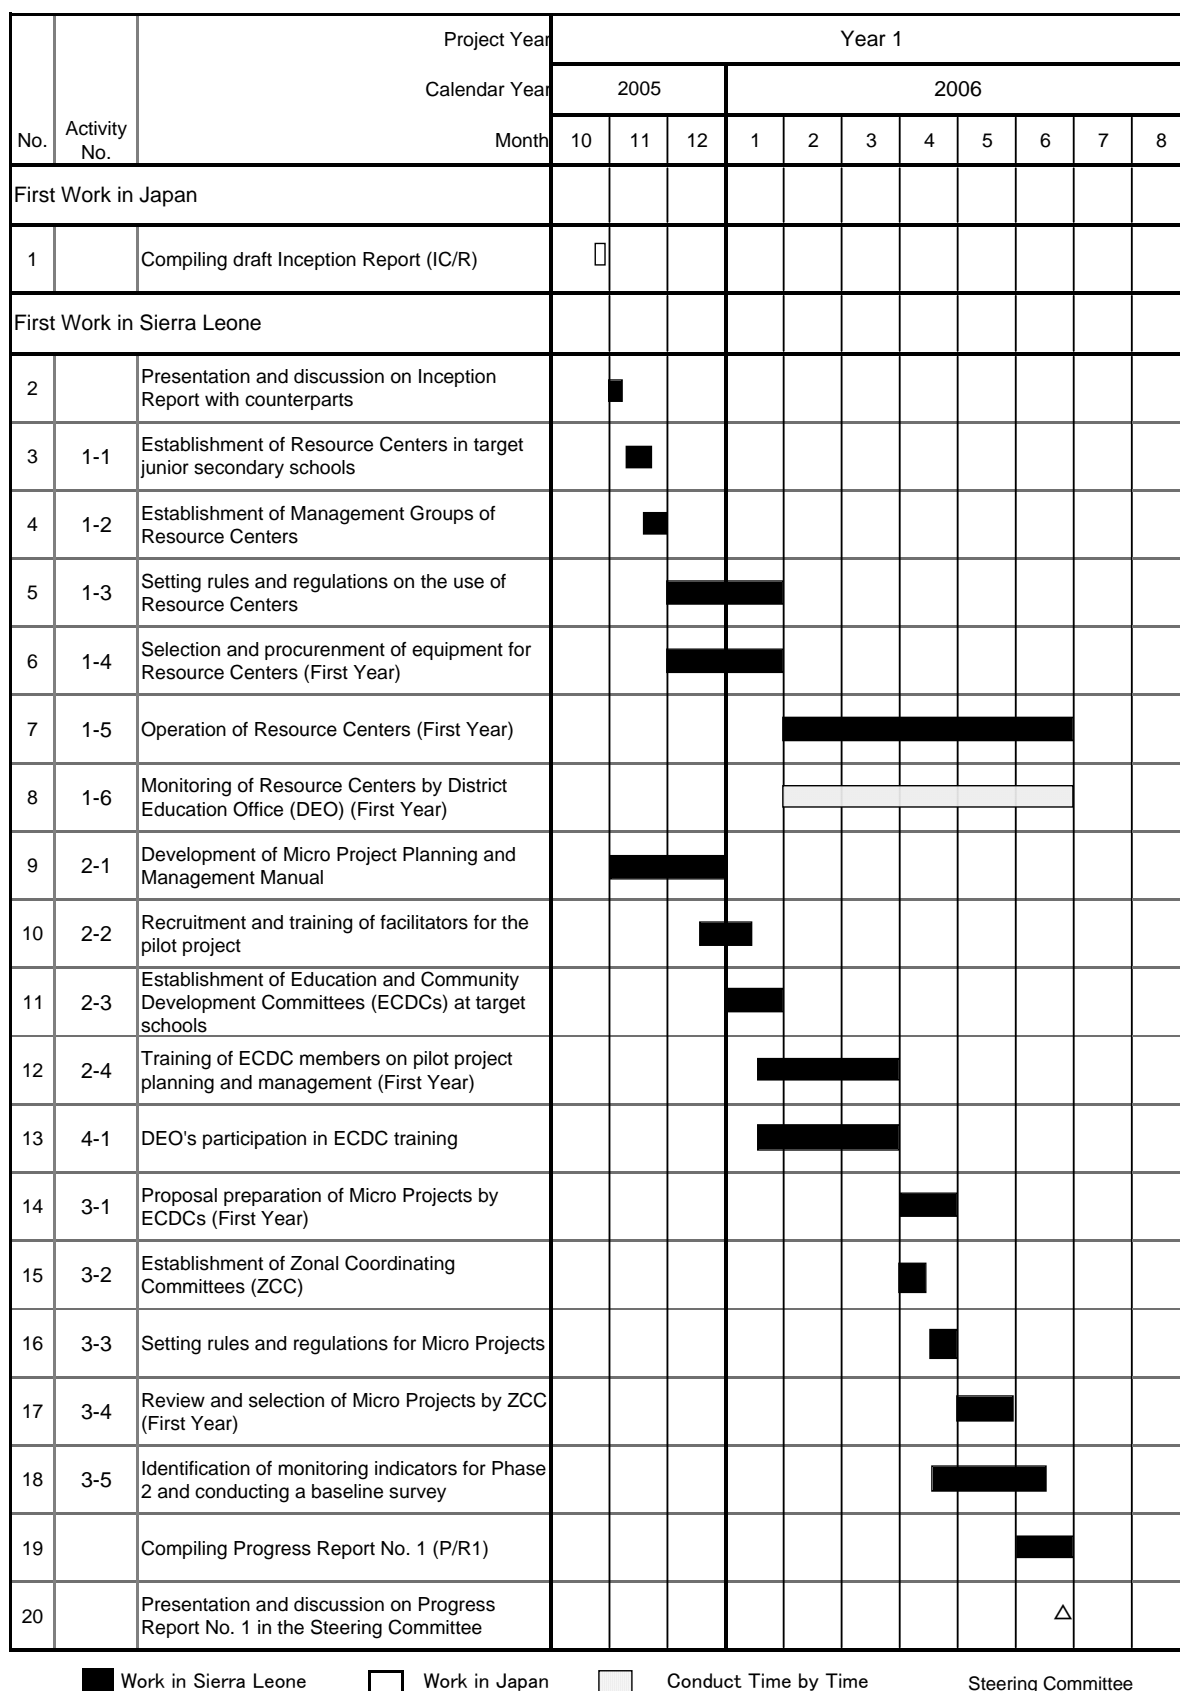 Project Year
Year 1
Calendar Year
2005
2006
No.
Activity
No.
Month
10
11
12
1
2
3
4
5
6
7
8
First Work in Japan
1
Compiling draft Inception Report (IC/R)
First Work in Sierra Leone
2
Presentation and discussion on Inception
Report with counterparts
3
1-1
Establishment of Resource Centers in target
junior secondary schools
4
1-2
Establishment of Management Groups of
Resource Centers
5
1-3
Setting rules and regulations on the use of
Resource Centers
6
1-4
Selection and procurenment of equipment for
Resource Centers (First Year)
7
1-5
Operation of Resource Centers (First Year)
8
1-6
Monitoring of Resource Centers by District
Education Office (DEO) (First Year)
9
2-1
Development of Micro Project Planning and
Management Manual
10
2-2
Recruitment and training of facilitators for the
pilot project
11
2-3
Establishment of Education and Community
Development Committees (ECDCs) at target
schools
12
2-4
Training of ECDC members on pilot project
planning and management (First Year)
13
4-1
DEO's participation in ECDC training
14
3-1
Proposal preparation of Micro Projects by
ECDCs (First Year)
15
3-2
Establishment of Zonal Coordinating
Committees (ZCC)
16
3-3
Setting rules and regulations for Micro Projects
17
3-4
Review and selection of Micro Projects by ZCC
(First Year)
18
3-5
Identification of monitoring indicators for Phase
2 and conducting a baseline survey
19
Compiling Progress Report No. 1 (P/R1)
20
Presentation and discussion on Progress
Report No. 1 in the Steering Committee
Work in Sierra Leone
Work in Japan
Conduct Time by Time
Steering Committee